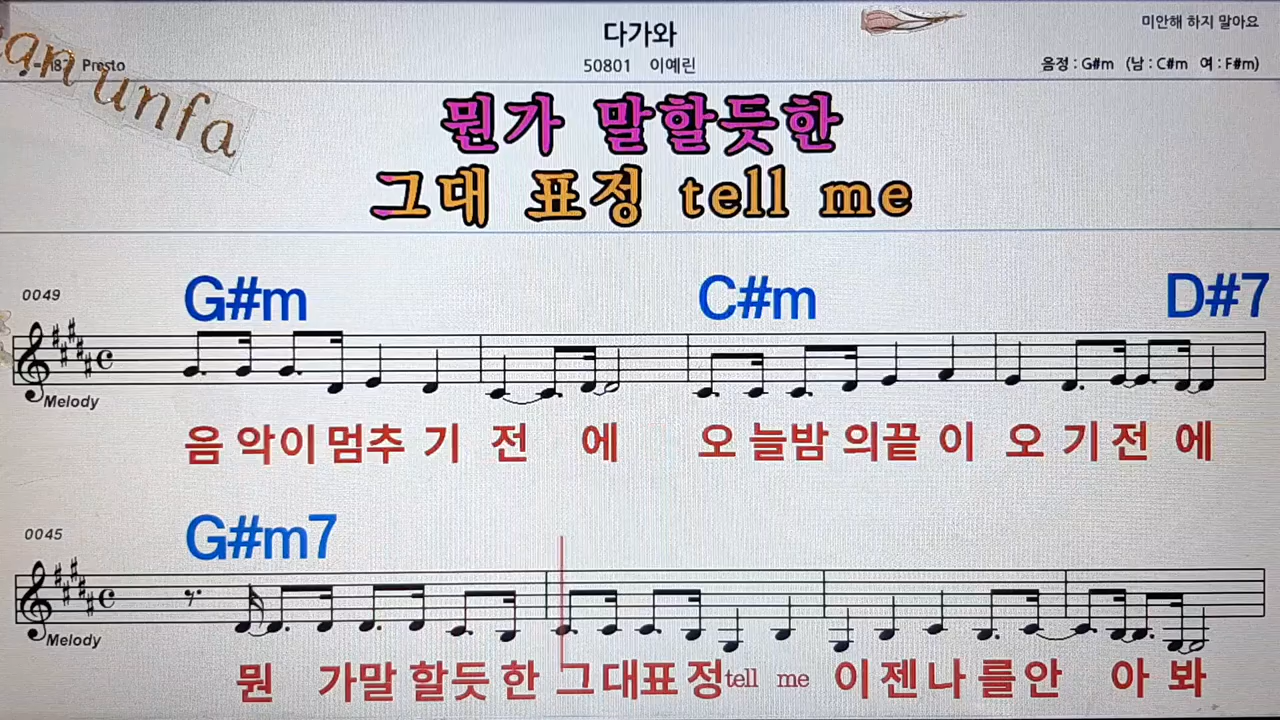 다가와
미안해 하지 말아요
an unfa
Presto
50801 이예린
음정 : G#m (남 : C#m 여 : F#m)
뭔가 말할듯한
그대 표정 tell me
0049
G#m C#m D#7
Melody
음 악이 멈추 기 전 에 오 늘밤 의끝 이 오 기 전 에
0045
G#m7
Melody
뭔 가말 할듯 한 그대표 정tell me 이 젠 나 를안 아 봐